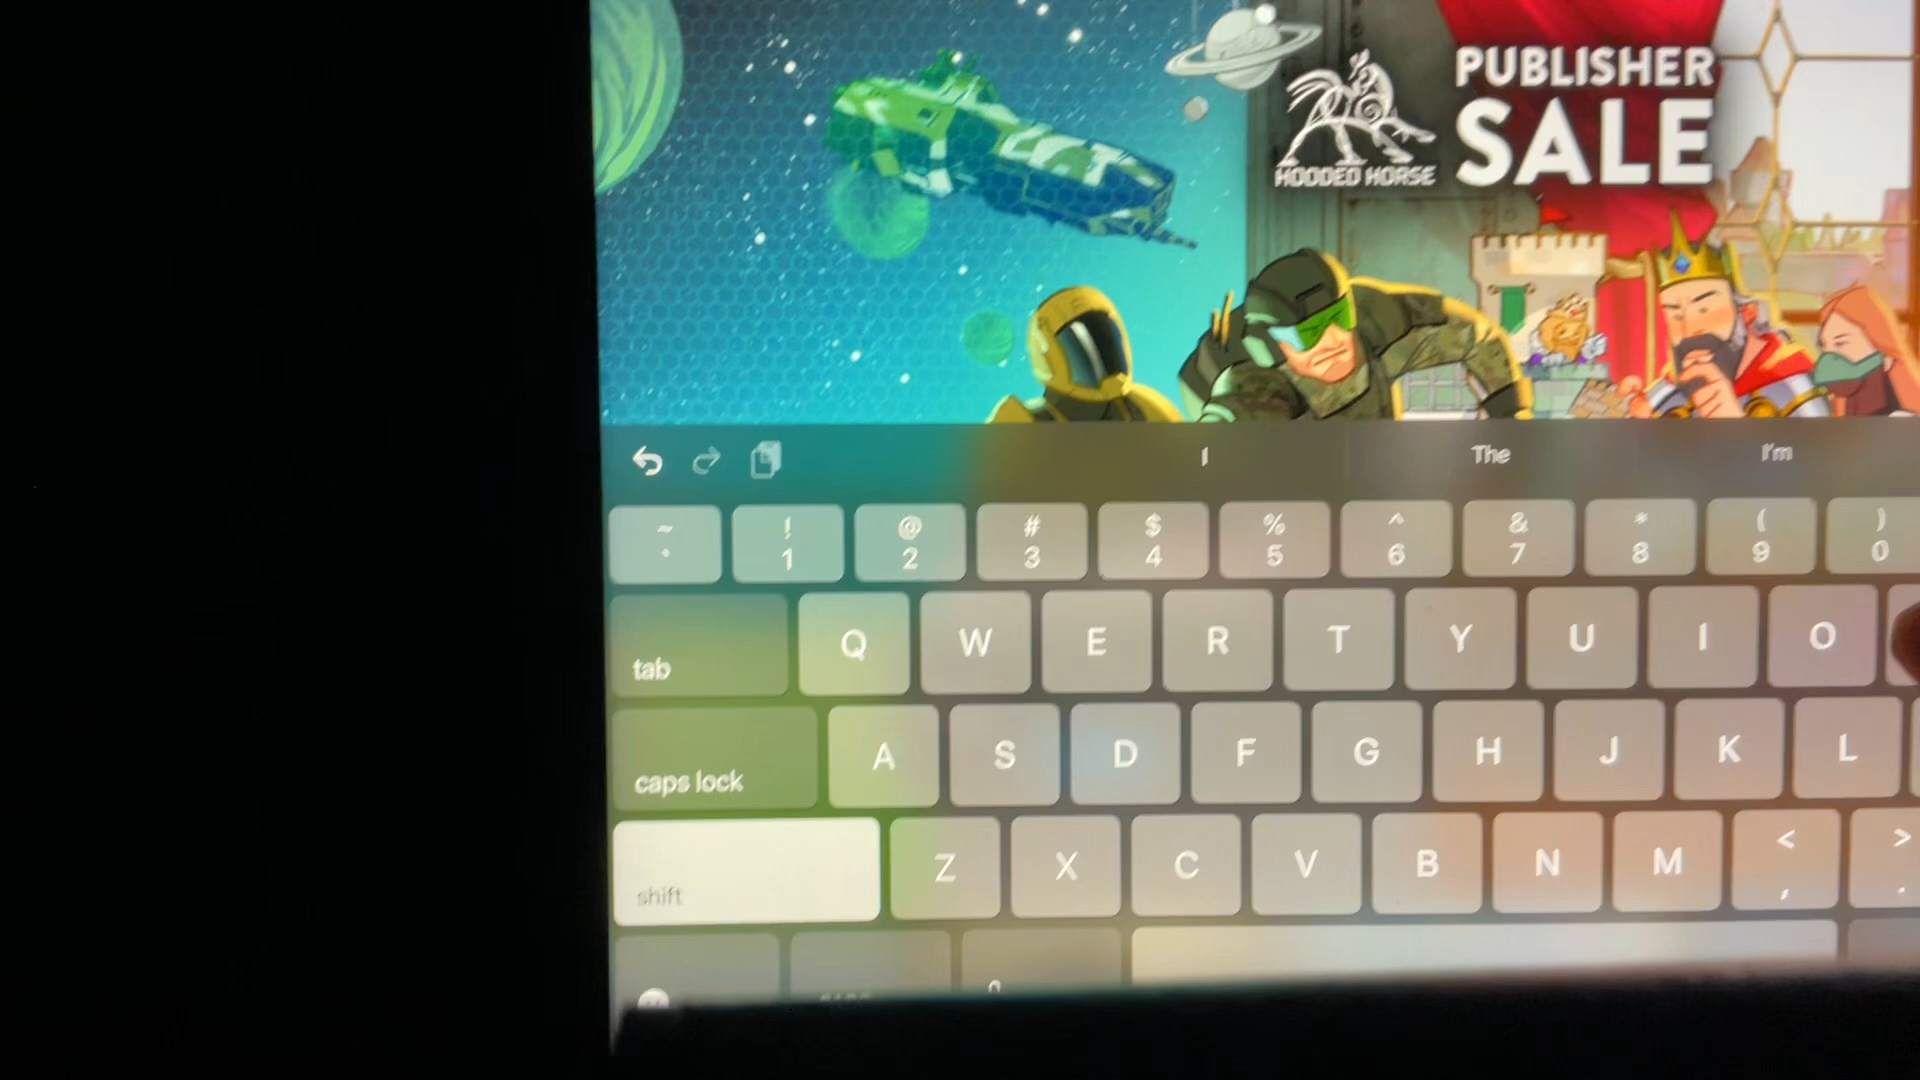 PUBLISHER
SALE
HOODED HORSE
I The I'm
~ ! @ # $ % ^ & * ( )
1 2 3 4 5 6 7 8 9 0
tab Q W E R T Y U I O
caps lock A S D F G H J K L
shift Z X C V B N M < >
, .